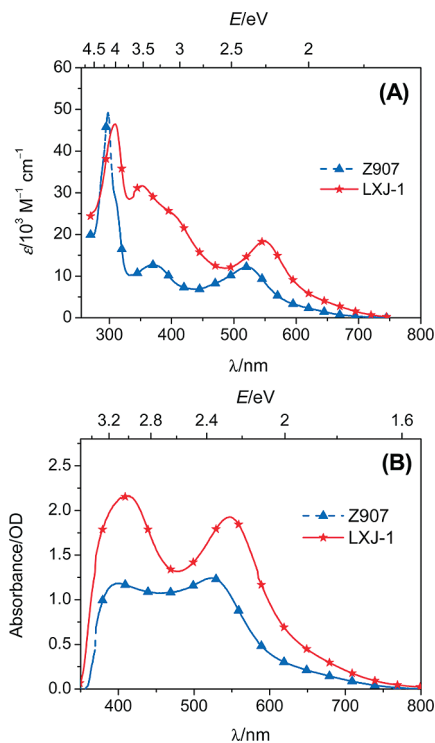 E/eV
4.5 4 3.5 3 2.5 2
60
50
40
30
20
10
0
ε/10³ M⁻¹ cm⁻¹
(A)
Z907
LXJ-1
300 400 500 600 700 800
λ/nm
E/eV
3.2 2.8 2.4 2 1.6
2.5
2.0
1.5
1.0
0.5
0.0
Absorbance/OD
(B)
Z907
LXJ-1
400 500 600 700 800
λ/nm